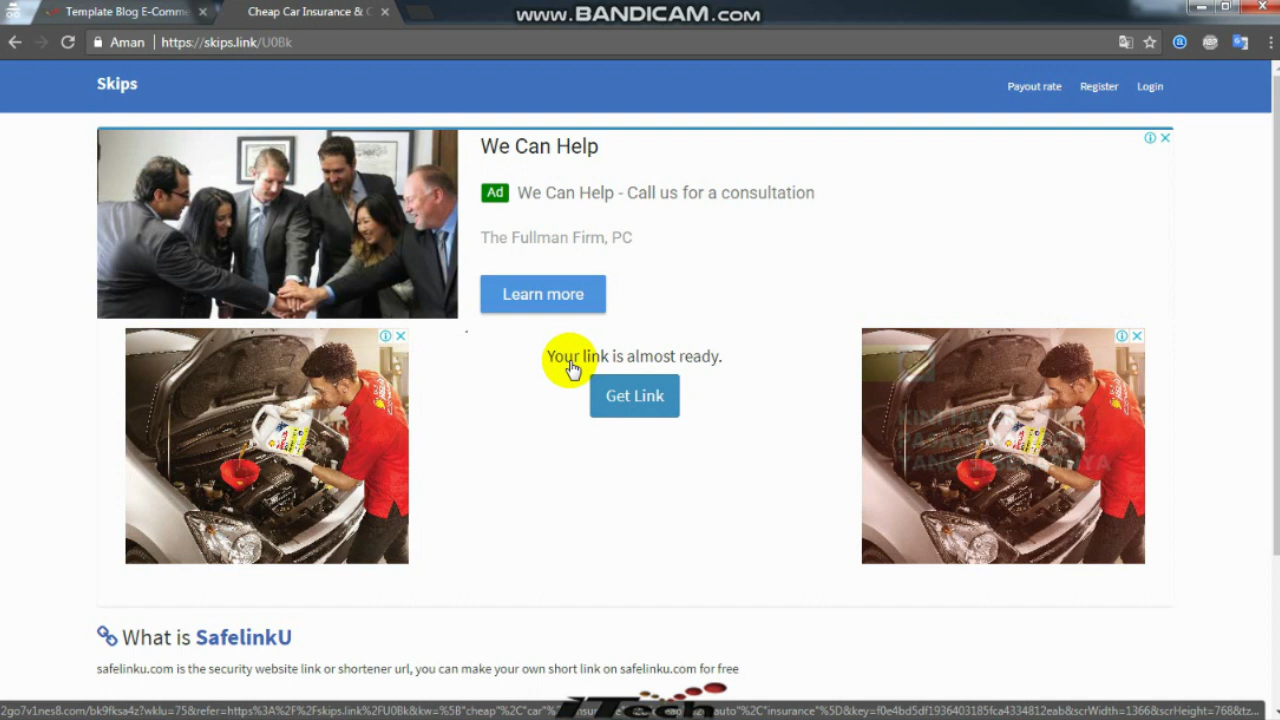 www.BANDICAM.com
Template Blog E-Comme
Cheap Car Insurance & C
Aman
https://skips.link/U0Bk
Skips
Payout rate
Register
Login
We Can Help
Ad
We Can Help - Call us for a consultation
The Fullman Firm, PC
Learn more
Your link is almost ready.
Get Link
What is SafelinkU
safelinku.com is the security website link or shortener url, you can make your own short link on safelinku.com for free
ITech